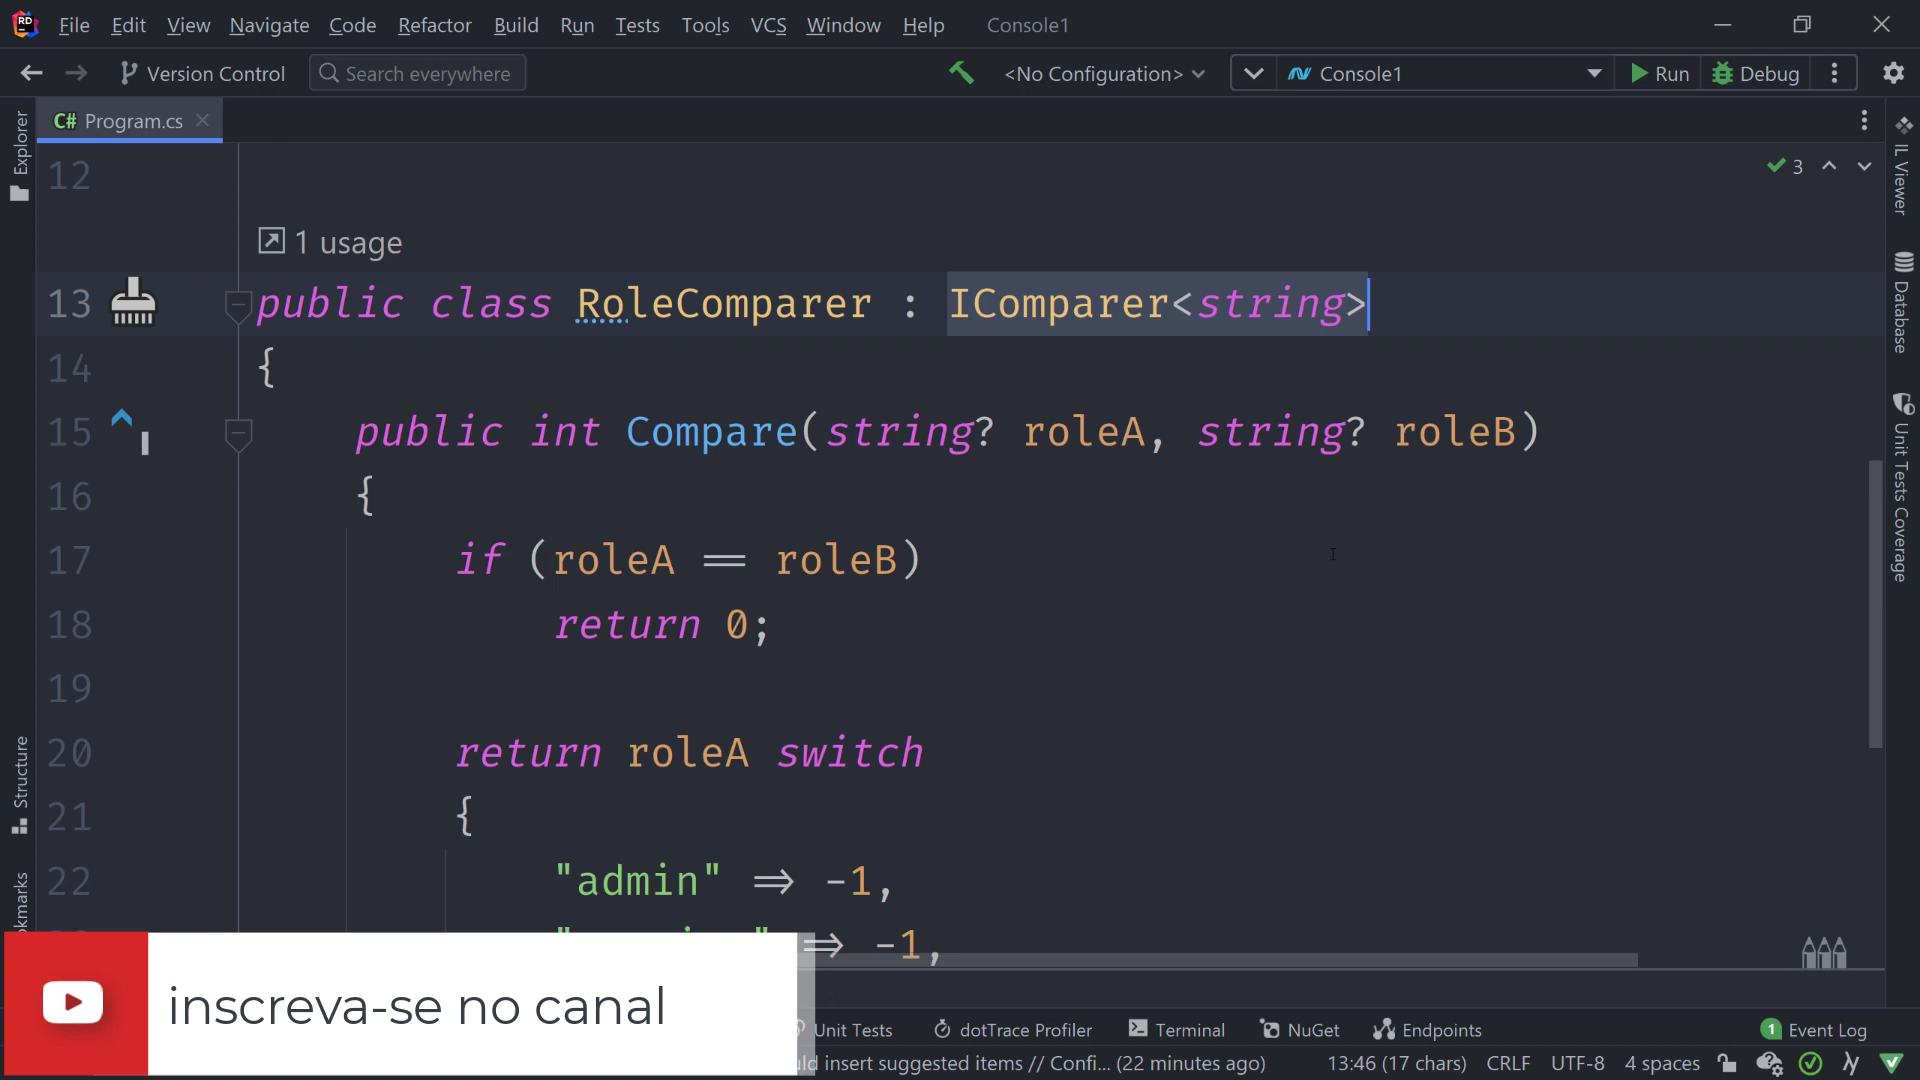 File Edit View Navigate Code Refactor Build Run Tests Tools VCS Window Help Console1
Version Control Search everywhere <No Configuration> Console1 Run Debug
C# Program.cs
Explorer
IL Viewer
Database
Unit Tests Coverage
Structure
3
12
1 usage
13 public class RoleComparer : IComparer<string>
14 {
15 public int Compare(string? roleA, string? roleB)
16 {
17 if (roleA == roleB)
18 return 0;
19
20 return roleA switch
21 {
22 "admin" => -1,
=> -1,
inscreva-se no canal
Unit Tests dotTrace Profiler Terminal NuGet Endpoints 1 Event Log
insert suggested items // Confi... (22 minutes ago) 13:46 (17 chars) CRLF UTF-8 4 spaces